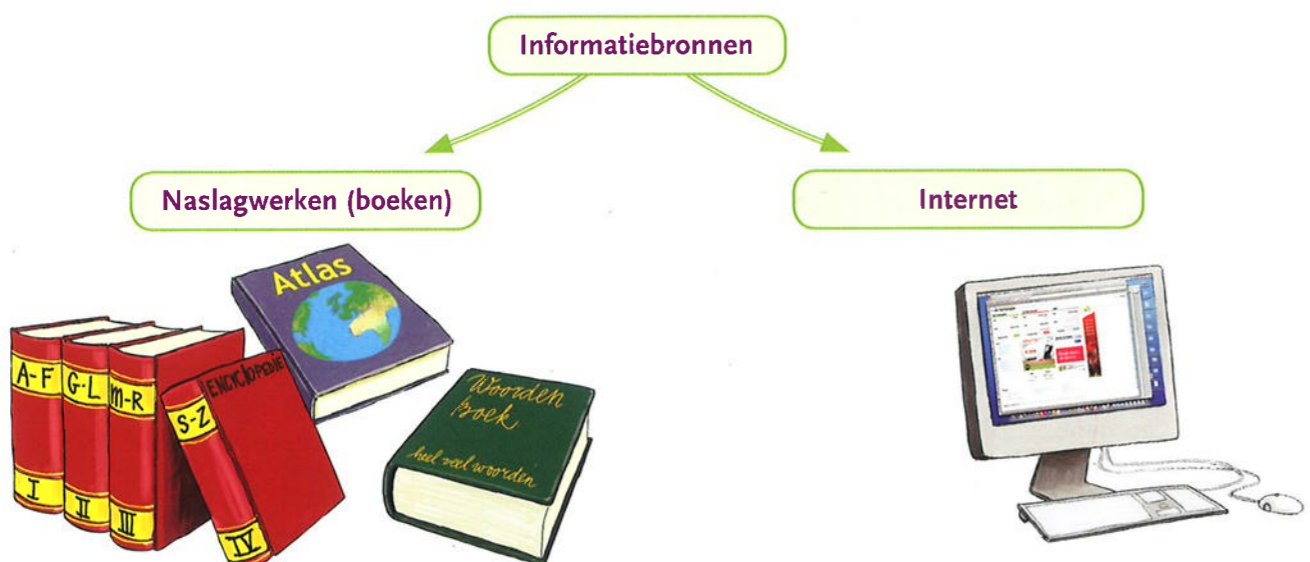 Informatiebronnen
Naslagwerken (boeken)
Internet
Atlas
A-F
G-L
m-R
S-Z
ENCYCLOPEDIE
I
II
III
IV
Woorden
Boek
heel veel woorden